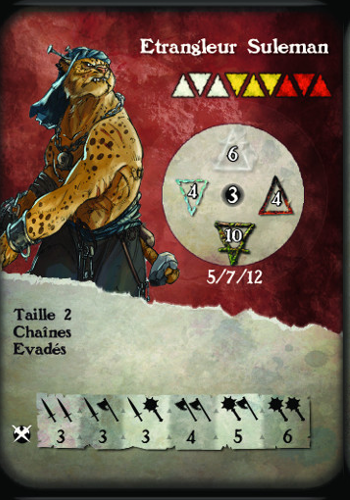 Etrangleur Suleman
6
4 3 4
10
5/7/12
Taille 2
Chaînes
Evadés
3 3 3 4 5 6